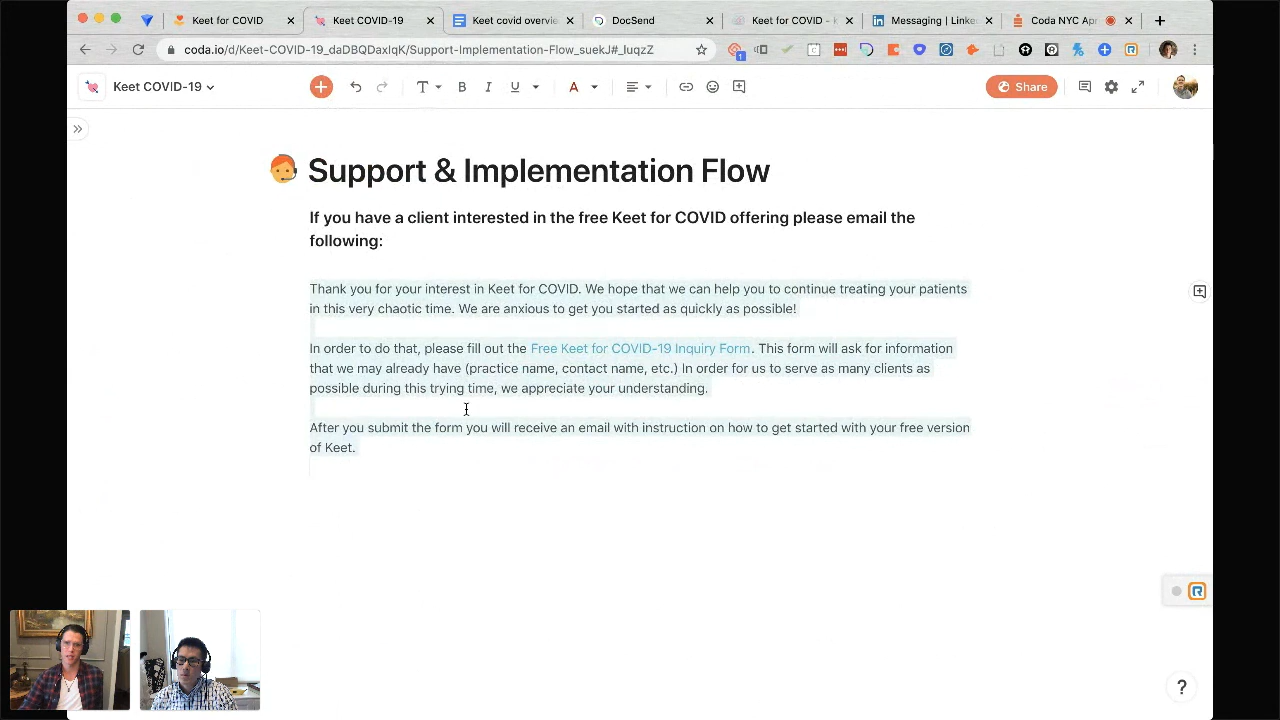 Keet for COVID
Keet COVID-19
Keet covid overvie
DocSend
Keet for COVID - k
Messaging | Linke
Coda NYC Apr
coda.io/d/Keet-COVID-19_daDBQDaxIqK/Support-Implementation-Flow_suekJ#_luqzZ
1
Keet COVID-19
T
B
I
U
A
Share
Support & Implementation Flow
If you have a client interested in the free Keet for COVID offering please email the
following:
Thank you for your interest in Keet for COVID. We hope that we can help you to continue treating your patients
in this very chaotic time. We are anxious to get you started as quickly as possible!
In order to do that, please fill out the Free Keet for COVID-19 Inquiry Form. This form will ask for information
that we may already have (practice name, contact name, etc.) In order for us to serve as many clients as
possible during this trying time, we appreciate your understanding.
After you submit the form you will receive an email with instruction on how to get started with your free version
of Keet.
?